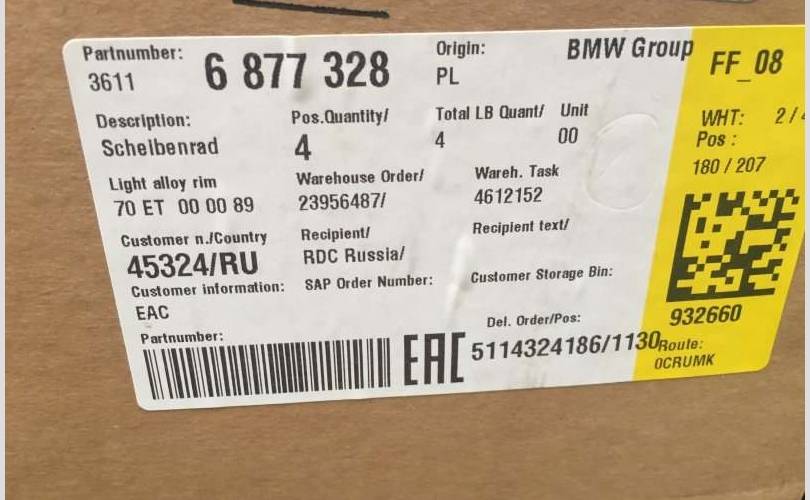 Partnumber:
3611 6 877 328
Origin:
PL
BMW Group
FF_08
Description:
Scheibenrad
Pos.Quantity/
4
Total LB Quant/ Unit
4 00
WHT: 2/
Pos :
180 / 207
Light alloy rim
70 ET 00 00 89
Warehouse Order/
23956487/
Wareh. Task
4612152
Customer n./Country
45324/RU
Recipient/
RDC Russia/
Recipient text/
Customer information:
EAC
SAP Order Number:
Customer Storage Bin:
932660
Partnumber:
EAC
Del. Order/Pos:
5114324186/1130
Route:
0CRUMK